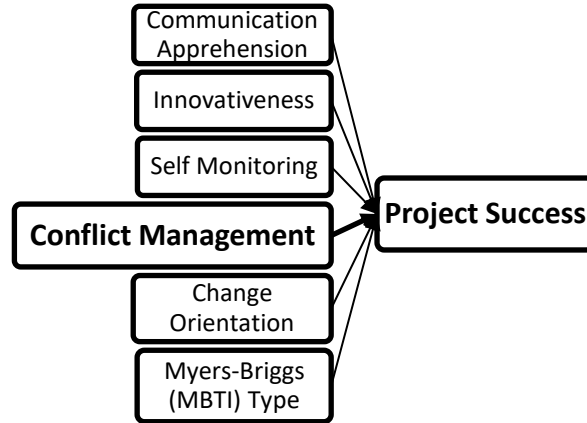 Communication
Apprehension
Innovativeness
Self Monitoring
Conflict Management
Project Success
Change
Orientation
Myers-Briggs
(MBTI) Type